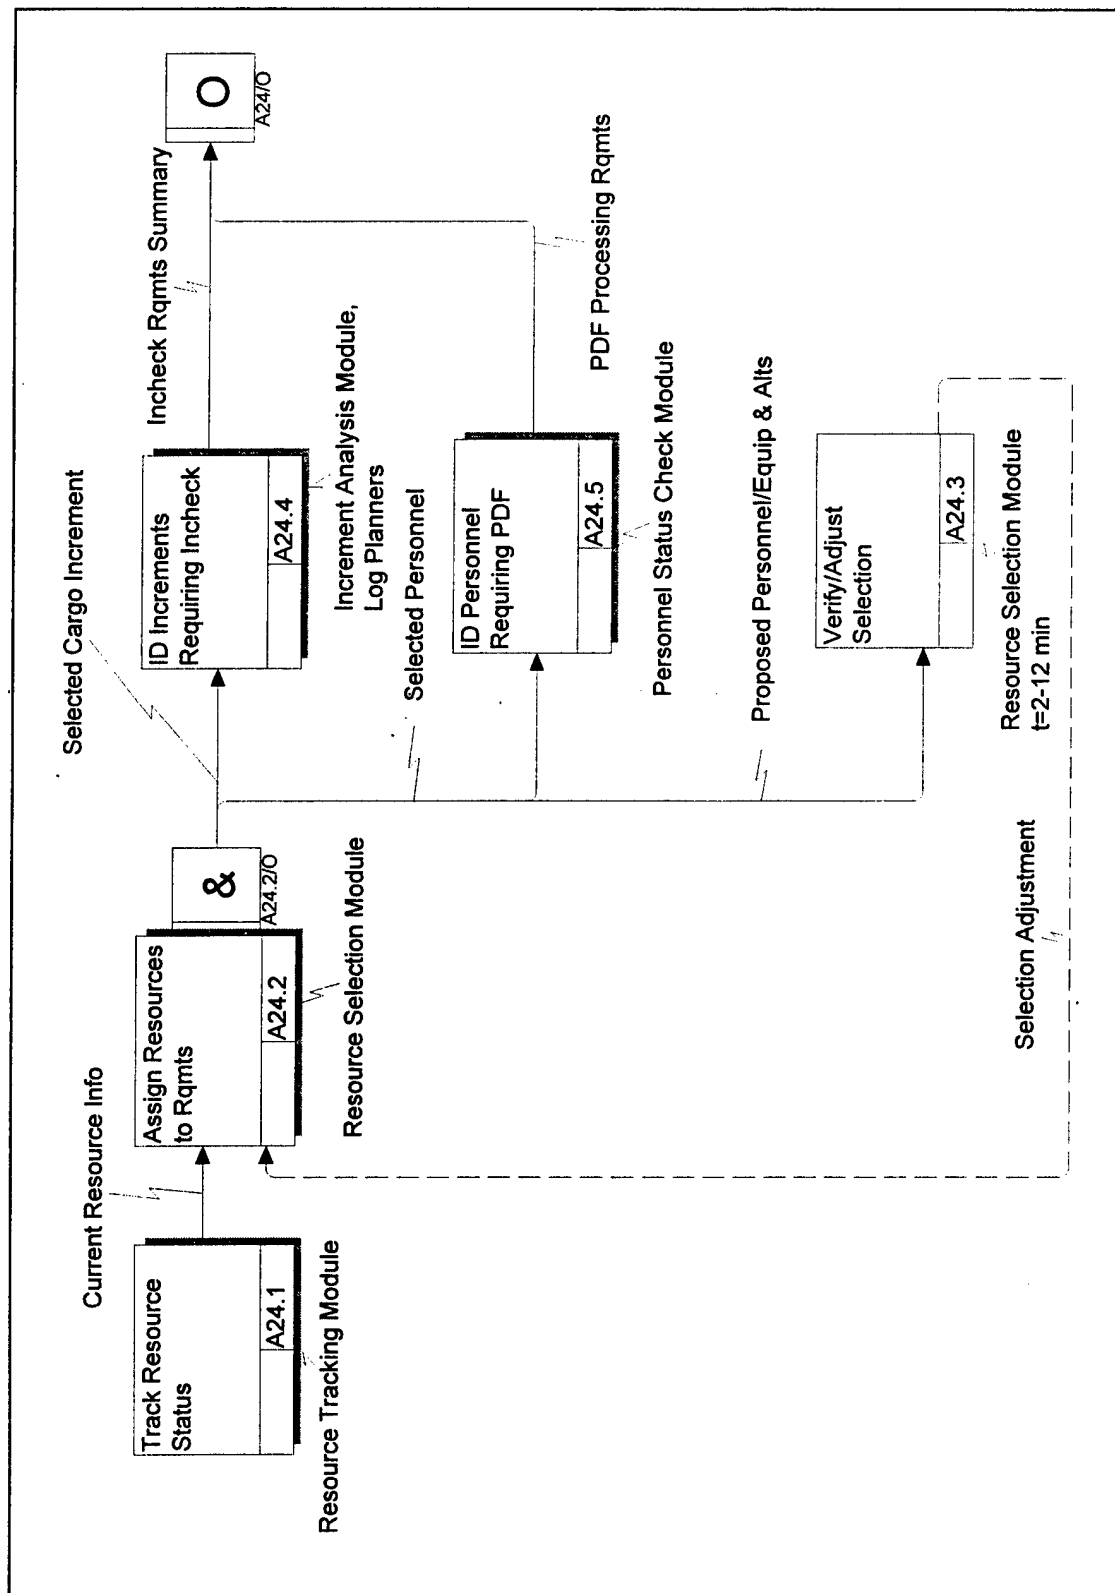 Track Resource
Status
A24.1
Resource Tracking Module
Current Resource Info
Assign Resources
to Rqmts
A24.2
Resource Selection Module
&
A24.2/O
Selected Cargo Increment
ID Increments
Requiring Incheck
A24.4
Increment Analysis Module,
Log Planners
Incheck Rqmts Summary
O
A24/O
Selected Personnel
ID Personnel
Requiring PDF
A24.5
Personnel Status Check Module
PDF Processing Rqmts
Proposed Personnel/Equip & Alts
Verify/Adjust
Selection
A24.3
Resource Selection Module
t=2-12 min
Selection Adjustment